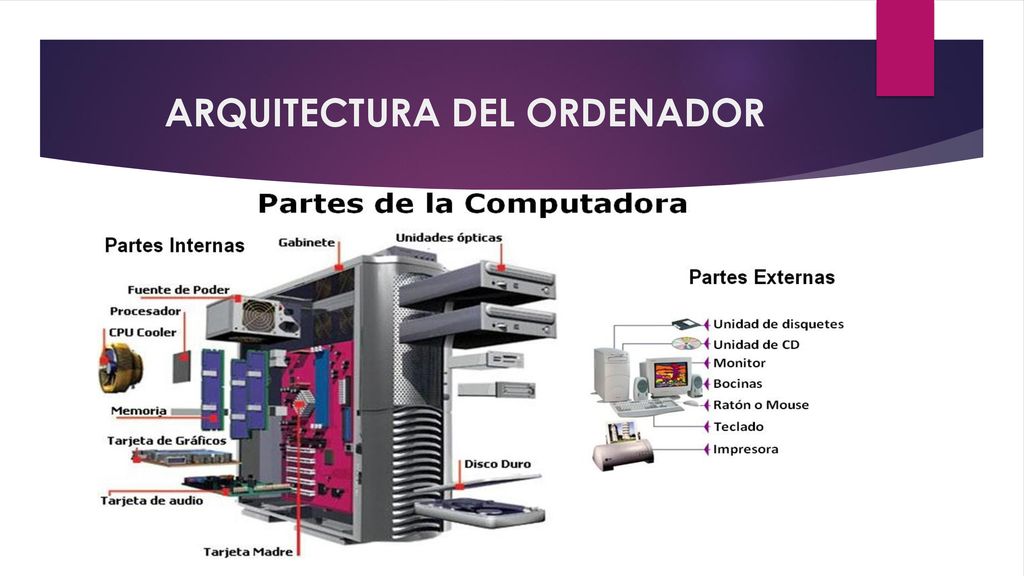 ARQUITECTURA DEL ORDENADOR
Partes de la Computadora
Partes Internas
Gabinete
Unidades ópticas
Fuente de Poder
Procesador
CPU Cooler
Memoria
Tarjeta de Gráficos
Tarjeta de audio
Tarjeta Madre
Disco Duro
Partes Externas
Unidad de disquetes
Unidad de CD
Monitor
Bocinas
Ratón o Mouse
Teclado
Impresora